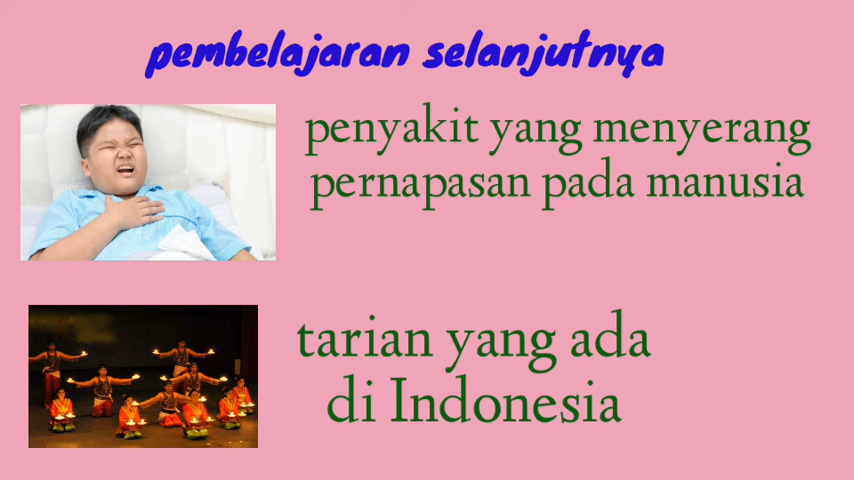 pembelajaran selanjutnya
penyakit yang menyerang
pernapasan pada manusia
tarian yang ada
di Indonesia